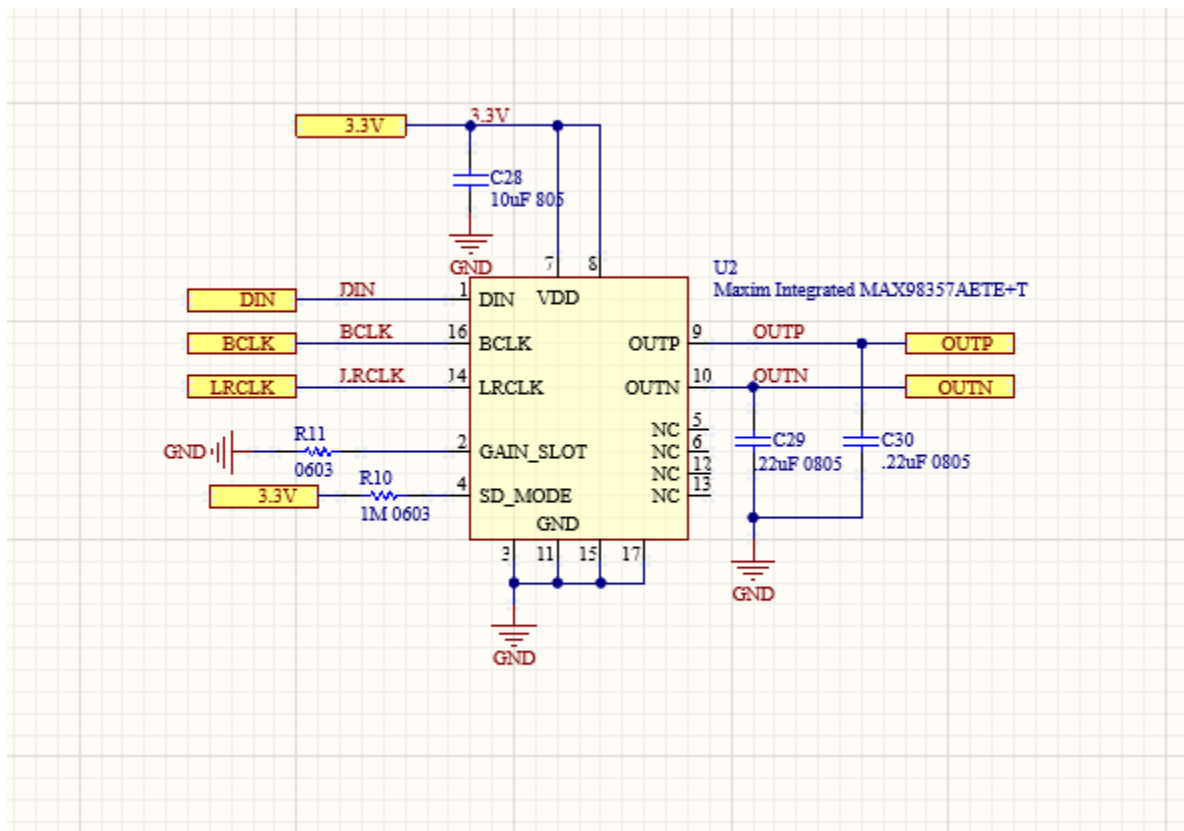 3.3V
3.3V
C28
10uF 805
GND
7
8
U2
Maxim Integrated MAX98357AETE+T
DIN
DIN
1
DIN
VDD
BCLK
BCLK
16
BCLK
OUTP
9
OUTP
OUTP
LRCLK
LRCLK
14
LRCLK
OUTN
10
OUTN
OUTN
NC
5
NC
6
NC
12
NC
13
C29
.22uF 0805
C30
.22uF 0805
GND
R11
0603
2
GAIN_SLOT
3.3V
R10
1M 0603
4
SD_MODE
GND
3
11
15
17
GND
GND